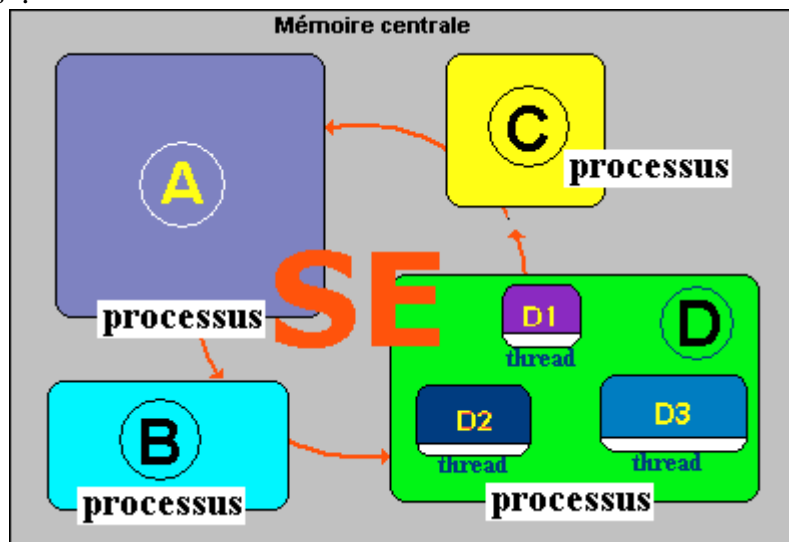 Mémoire centrale
A
processus
C
processus
SE
B
processus
D
D1
thread
D2
thread
D3
thread
processus